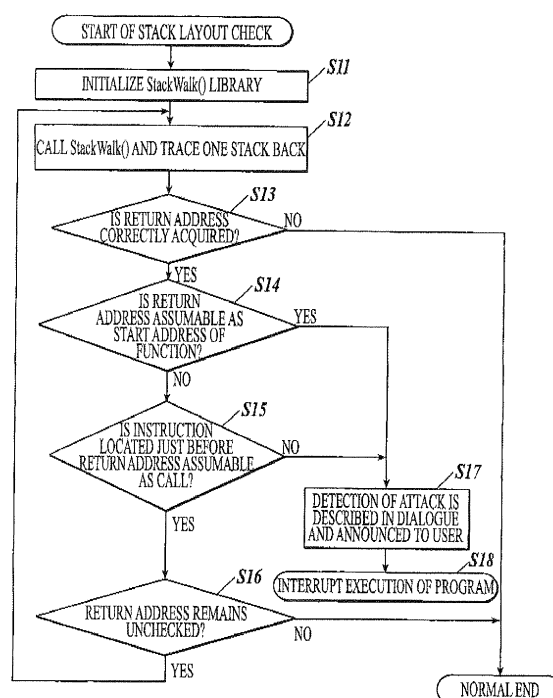 START OF STACK LAYOUT CHECK
S11
INITIALIZE StackWalk() LIBRARY
S12
CALL StackWalk() AND TRACE ONE STACK BACK
S13
IS RETURN ADDRESS
CORRECTLY ACQUIRED?
NO
YES
S14
IS RETURN
ADDRESS ASSUMABLE AS
START ADDRESS OF
FUNCTION?
YES
NO
S15
IS INSTRUCTION
LOCATED JUST BEFORE
RETURN ADDRESS ASSUMABLE
AS CALL?
NO
YES
S17
DETECTION OF ATTACK IS
DESCRIBED IN DIALOGUE
AND ANNOUNCED TO USER
S18
INTERRUPT EXECUTION OF PROGRAM
S16
RETURN ADDRESS REMAINS
UNCHECKED?
NO
YES
NORMAL END